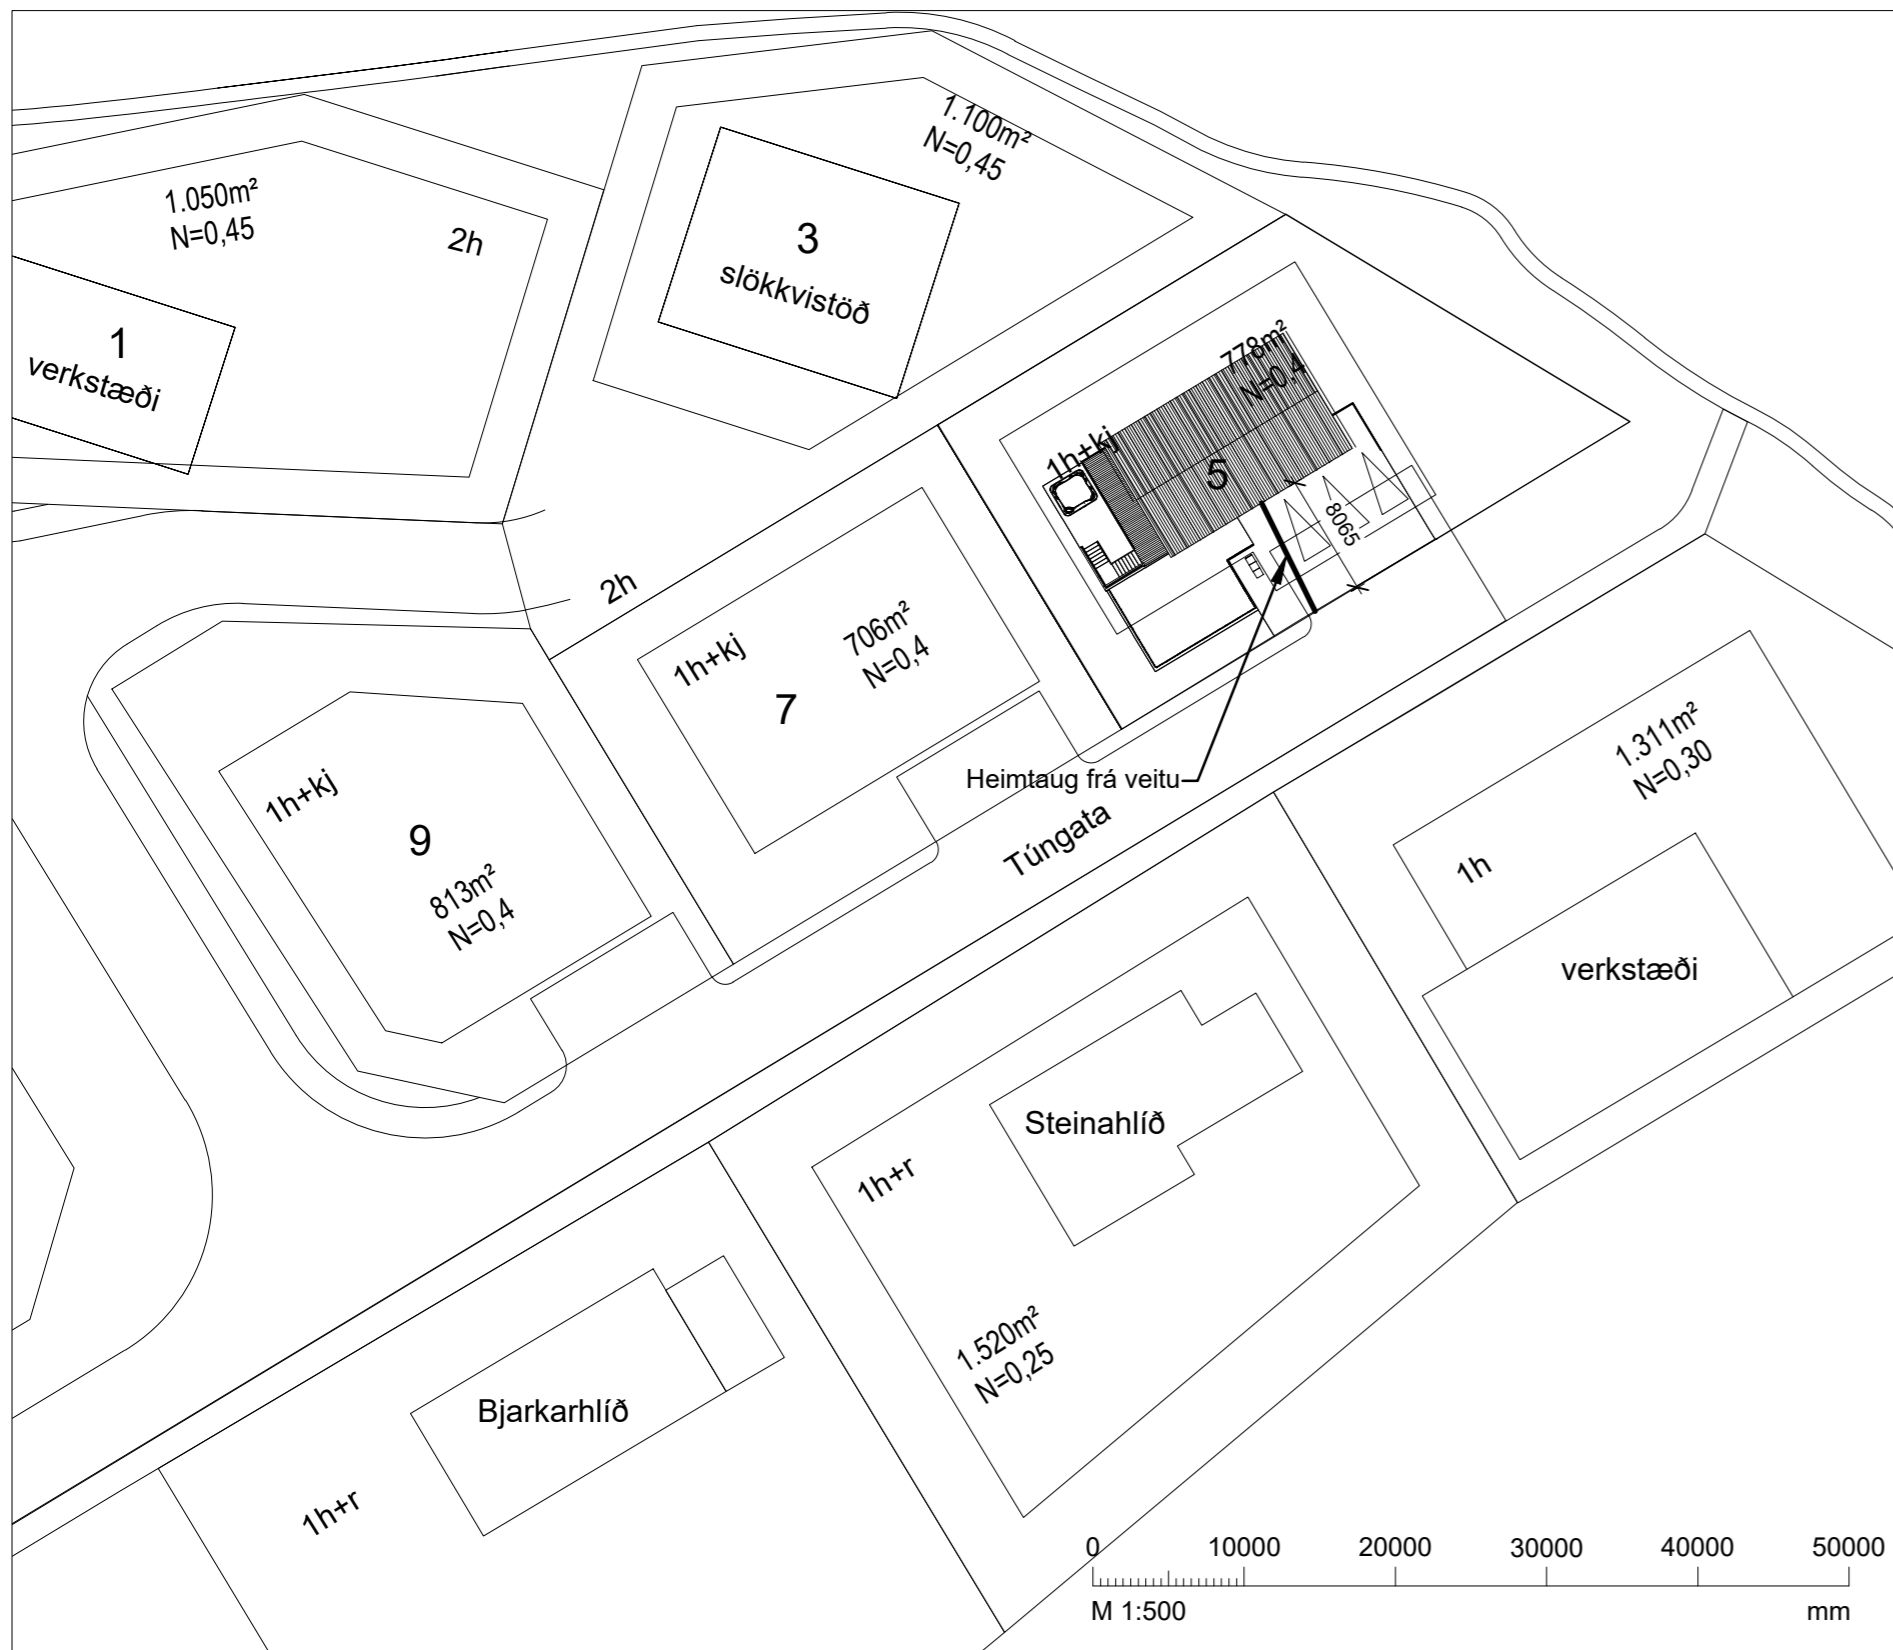 1.100m²
N=0,45
1.050m²
N=0,45
2h
3
slökkvistöð
1
verkstæði
778m²
N=0,4
1h+kj
5
8065
2h
1h+kj
706m²
N=0,4
7
Heimtaug frá veitu
1.311m²
N=0,30
1h+kj
9
813m²
N=0,4
Túngata
1h
verkstæði
Steinahlíð
1h+r
1.520m²
N=0,25
Bjarkarhlíð
1h+r
0 10000 20000 30000 40000 50000
M 1:500 mm